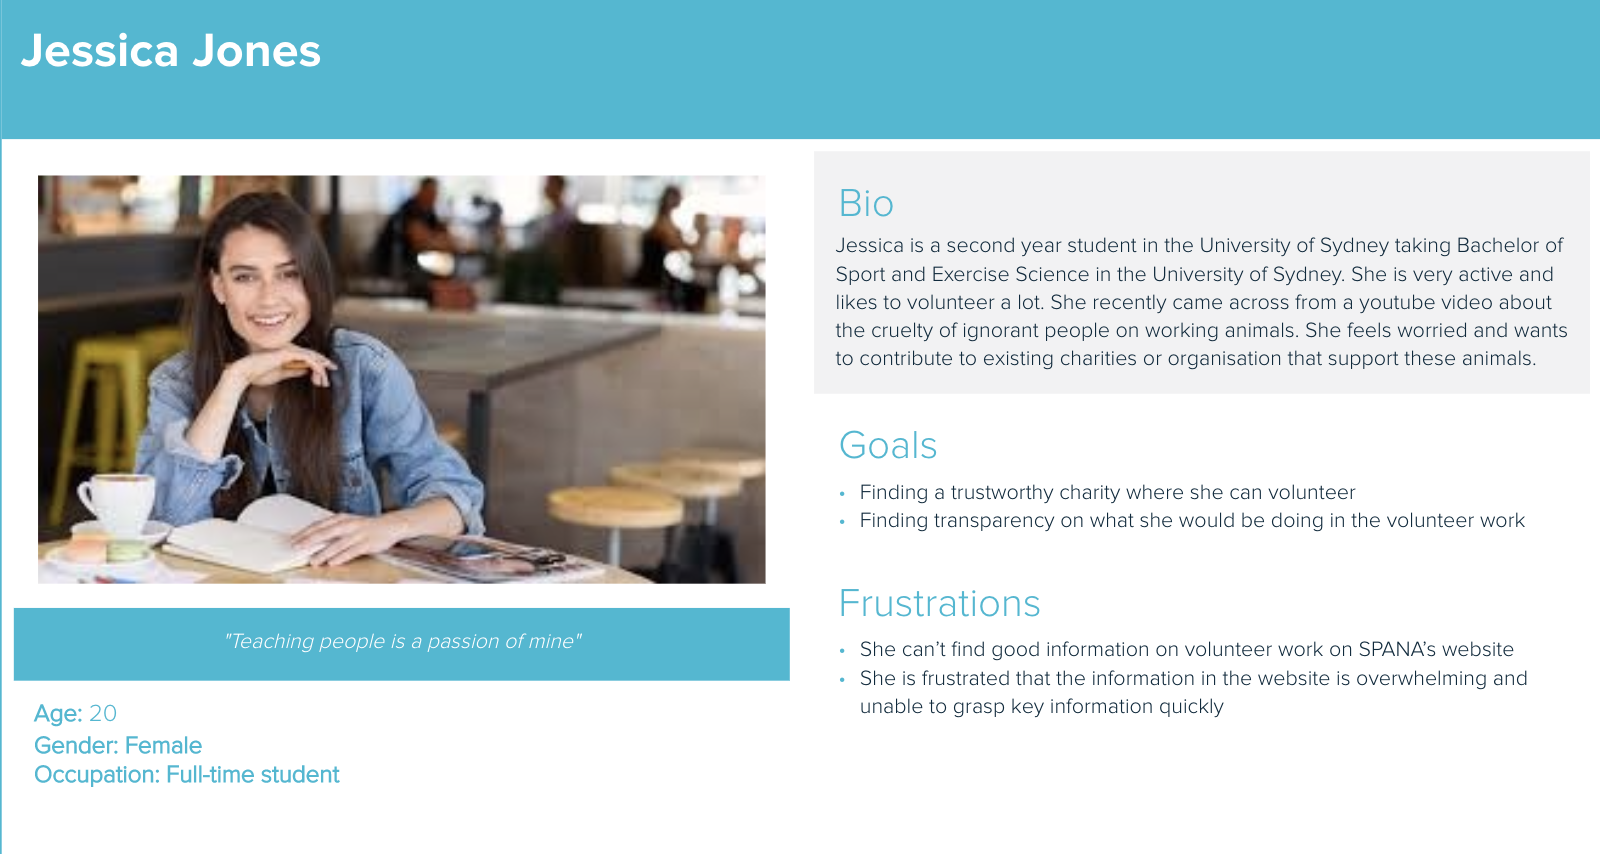 Jessica Jones
Bio
Jessica is a second year student in the University of Sydney taking Bachelor of
Sport and Exercise Science in the University of Sydney. She is very active and
likes to volunteer a lot. She recently came across from a youtube video about
the cruelty of ignorant people on working animals. She feels worried and wants
to contribute to existing charities or organisation that support these animals.
Goals
• Finding a trustworthy charity where she can volunteer
• Finding transparency on what she would be doing in the volunteer work
Frustrations
• She can’t find good information on volunteer work on SPANA’s website
• She is frustrated that the information in the website is overwhelming and
unable to grasp key information quickly
"Teaching people is a passion of mine"
Age: 20
Gender: Female
Occupation: Full-time student